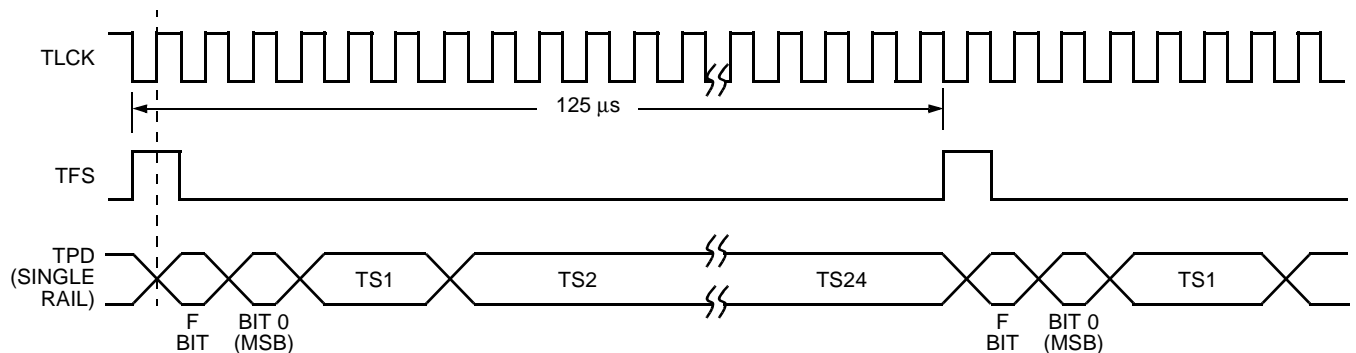 TLCK
125 µs
TFS
TPD
(SINGLE
RAIL)
TS1
TS2
TS24
TS1
F
BIT
BIT 0
(MSB)
F
BIT
BIT 0
(MSB)